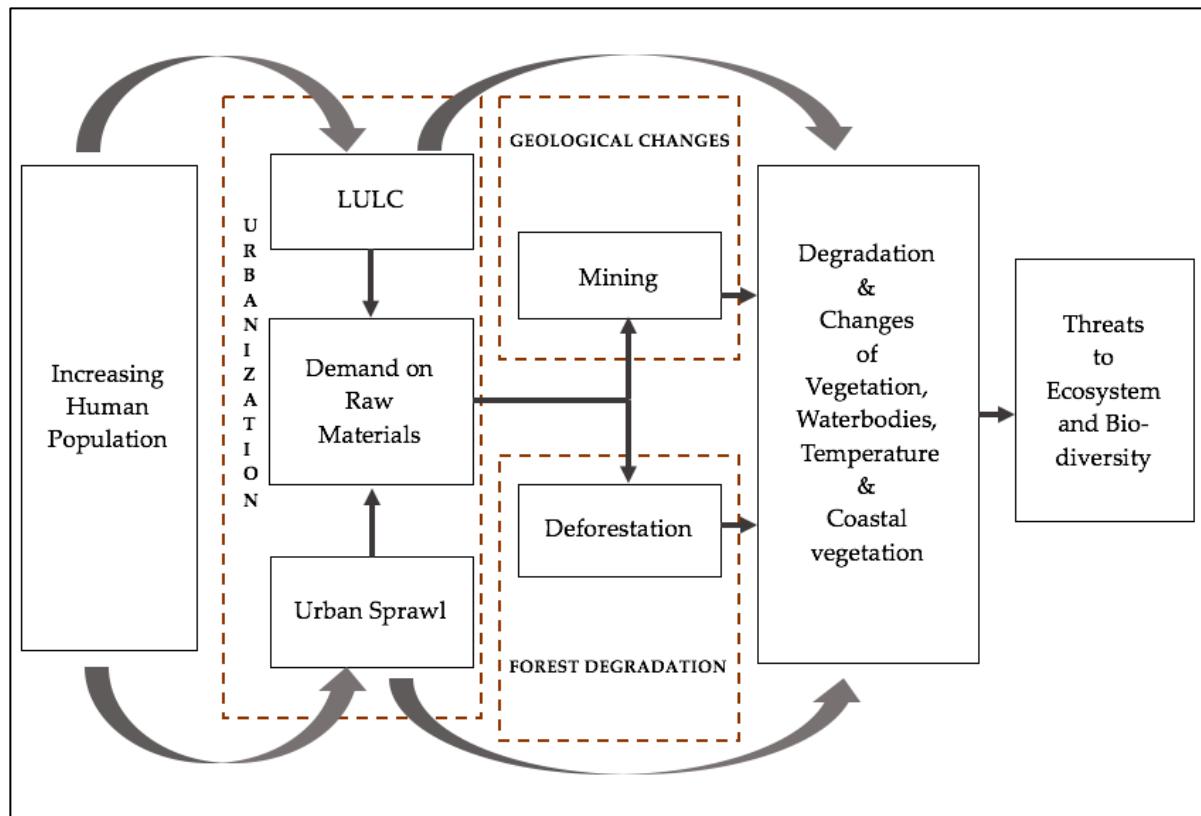 Increasing
Human
Population
URBANIZATION
LULC
Demand on
Raw
Materials
Urban Sprawl
GEOLOGICAL CHANGES
Mining
Deforestation
FOREST DEGRADATION
Degradation
&
Changes
of
Vegetation,
Waterbodies,
Temperature
&
Coastal
vegetation
Threats
to
Ecosystem
and Bio-
diversity